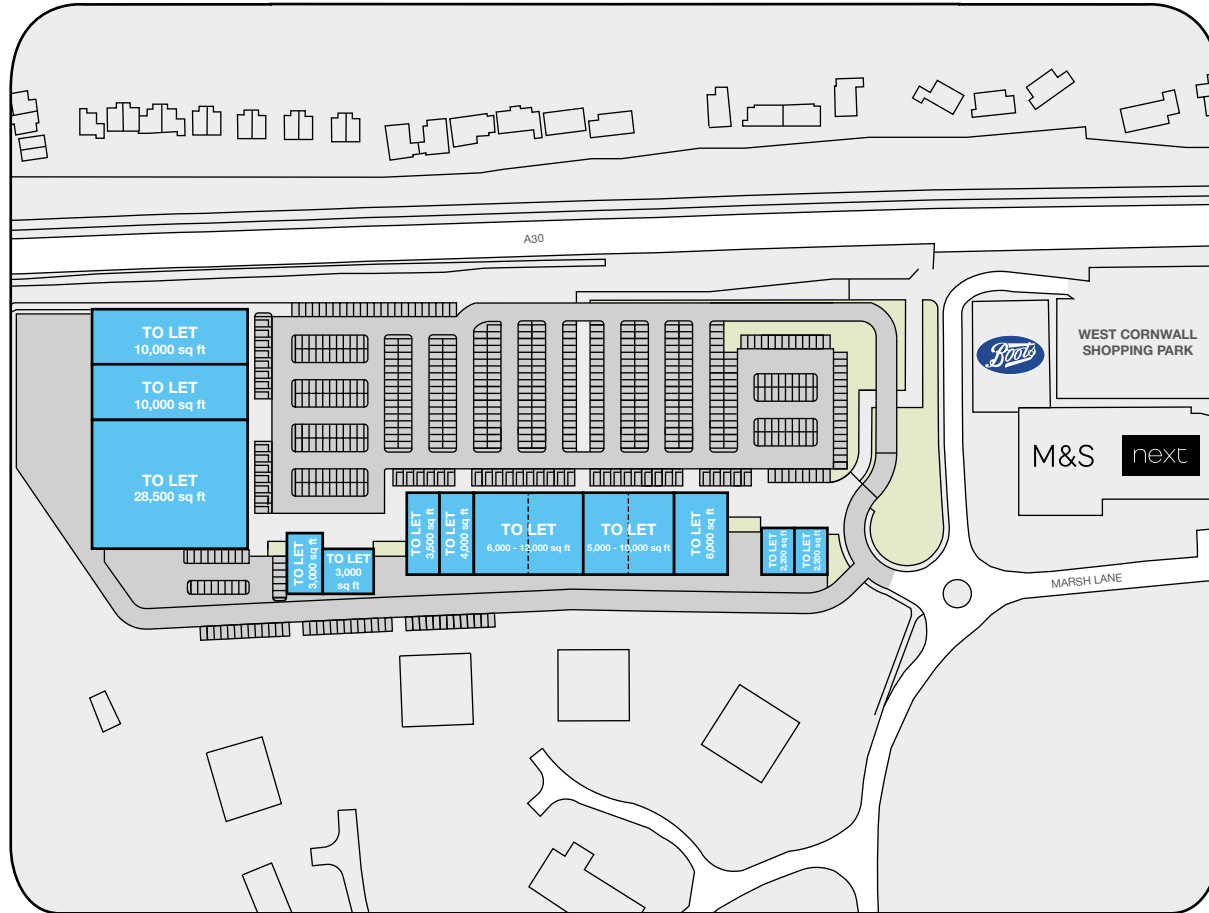 A30
TO LET
10,000 sq ft
TO LET
10,000 sq ft
TO LET
28,500 sq ft
WEST CORNWALL
SHOPPING PARK
Boots
M&S
next
TO LET
3,000 sq ft
TO LET
3,000
sq ft
TO LET
3,500 sq ft
TO LET
4,000 sq ft
TO LET
6,000 - 12,000 sq ft
TO LET
5,000 - 10,000 sq ft
TO LET
6,000 sq ft
TO LET
2,200 sq ft
TO LET
2,200 sq ft
MARSH LANE